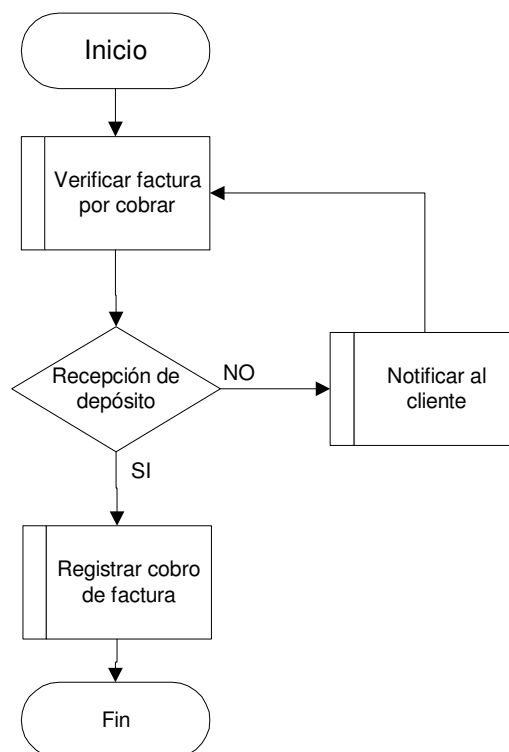 Inicio
Verificar factura
por cobrar
Recepción de
depósito
NO
Notificar al
cliente
SI
Registrar cobro
de factura
Fin